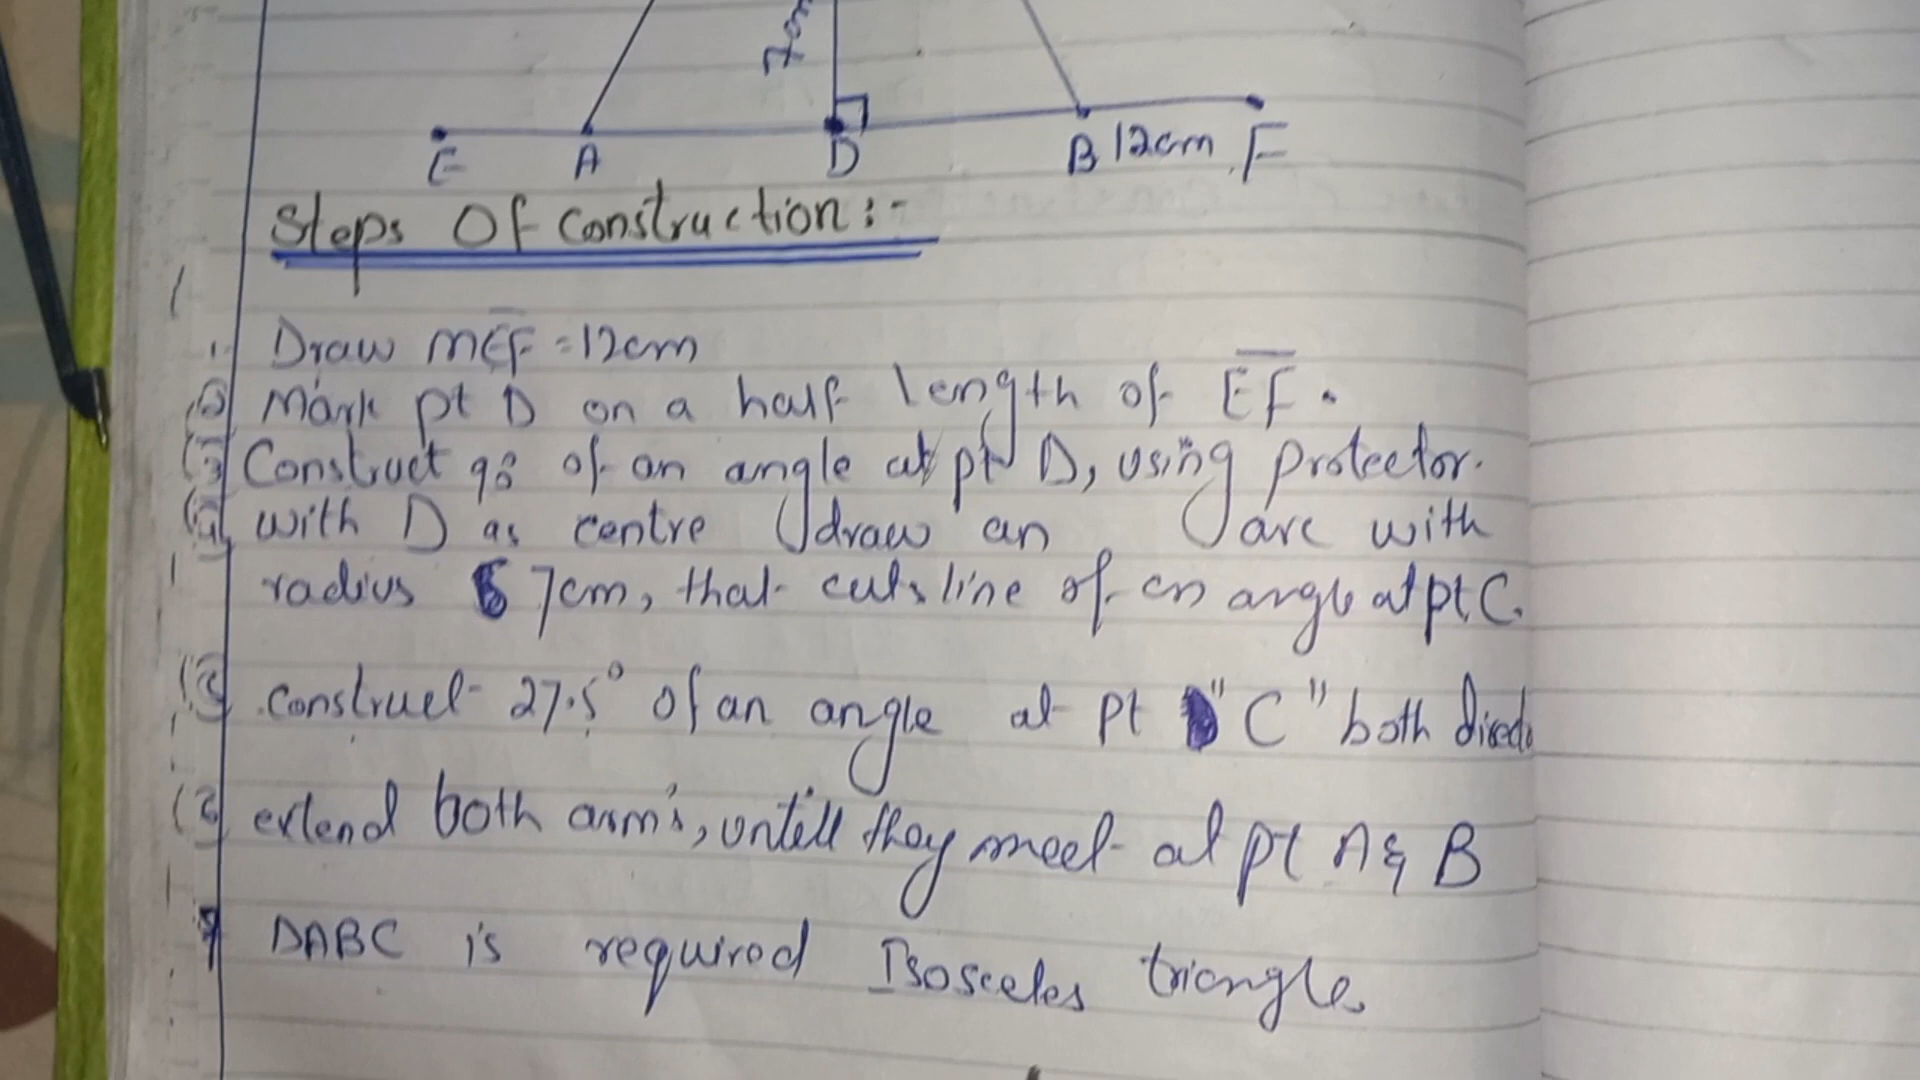 7cm
E A D B 12cm F
Steps Of Construction :-
1. Draw mEF = 12cm
(2) Mark pt D on a half length of EF.
(3) Construct 90° of an angle at pt D, using protector.
(4) with D as centre draw an arc with
radius 7cm, that cuts line of an angle at pt C.
(5) Construct 27.5° of an angle at pt "C" both
(6) extend both arm's, untill they meet at pt A & B
7 ΔABC is required Isosceles triangle.